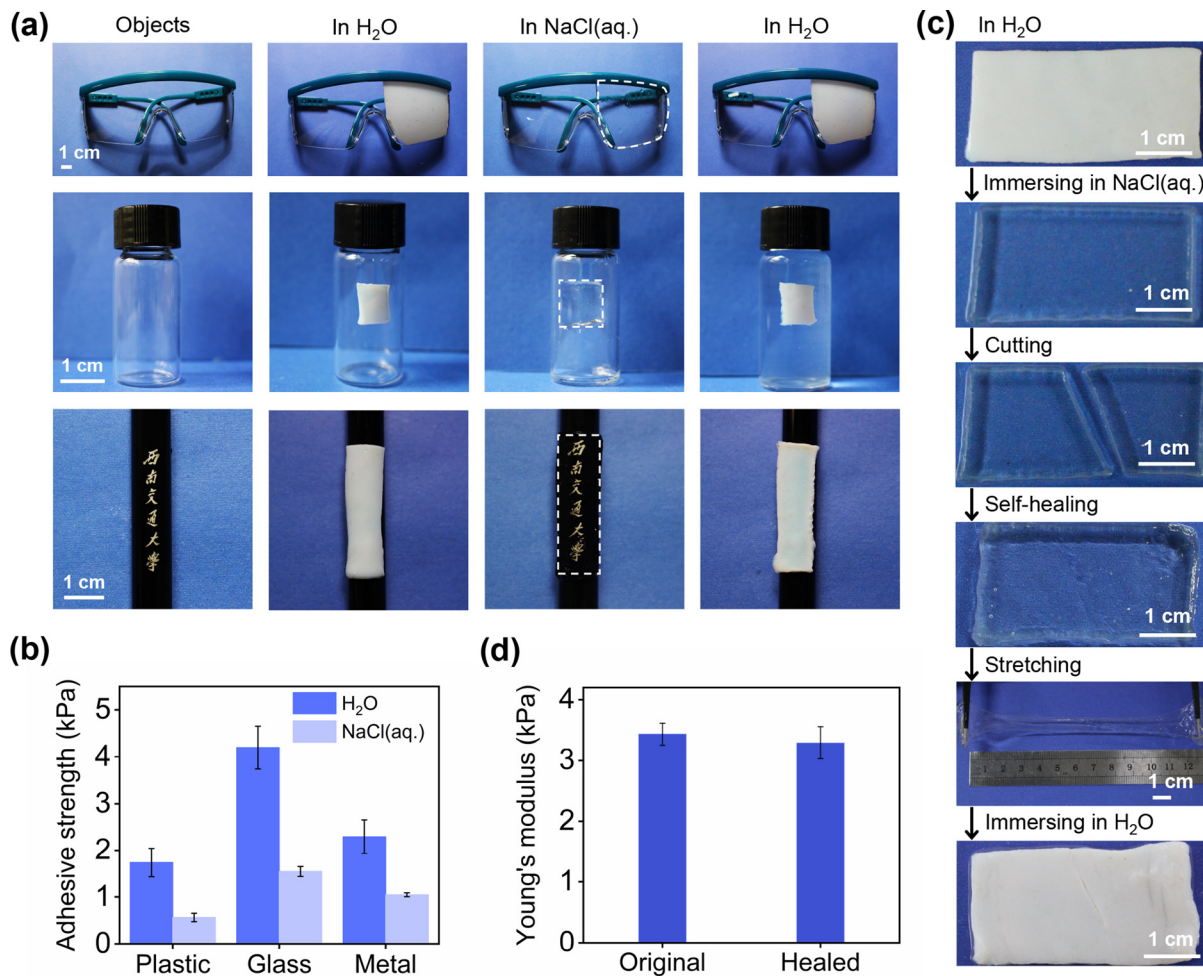 (a)
Objects
In H₂O
In NaCl(aq.)
In H₂O
1 cm
1 cm
西南交通大學
西南交通大學
1 cm
(b)
Adhesive strength (kPa)
5
4
3
2
1
0
H₂O
NaCl(aq.)
Plastic
Glass
Metal
(d)
Young's modulus (kPa)
4
3
2
1
0
Original
Healed
(c)
In H₂O
1 cm
Immersing in NaCl(aq.)
1 cm
Cutting
1 cm
Self-healing
1 cm
Stretching
1 2 3 4 5 6 7 8 9 10 11 12
1 cm
Immersing in H₂O
1 cm